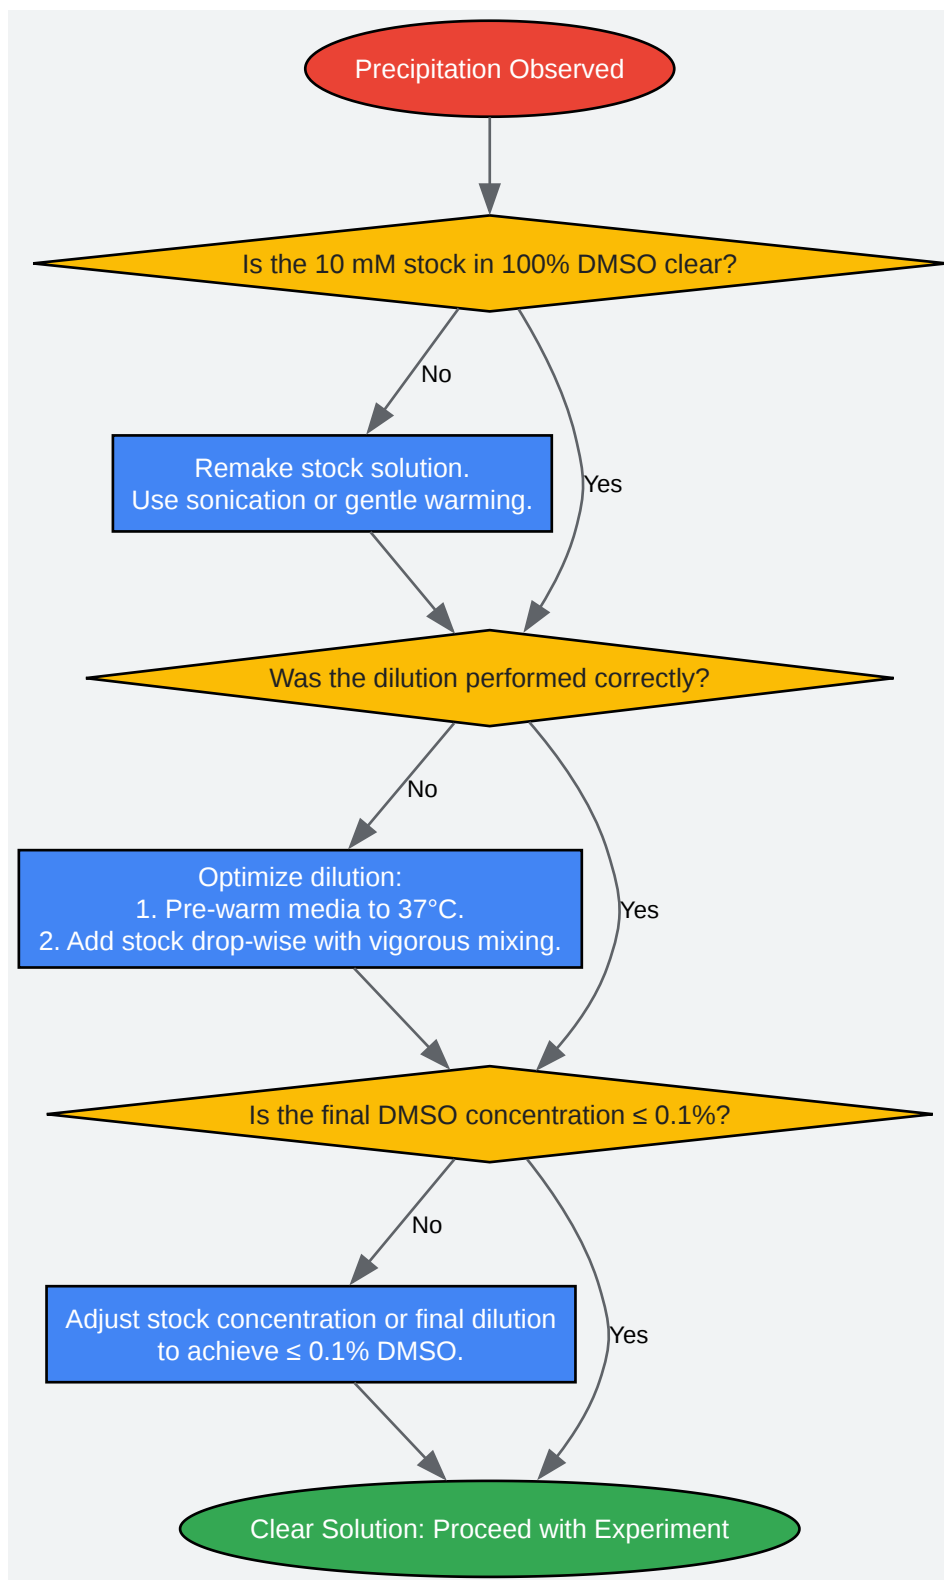 Precipitation Observed
Is the 10 mM stock in 100% DMSO clear?
No
Remake stock solution.
Use sonication or gentle warming.
Yes
Was the dilution performed correctly?
No
Optimize dilution:
1. Pre-warm media to 37°C.
2. Add stock drop-wise with vigorous mixing.
Yes
Is the final DMSO concentration ≤ 0.1%?
No
Adjust stock concentration or final dilution
to achieve ≤ 0.1% DMSO.
Yes
Clear Solution: Proceed with Experiment